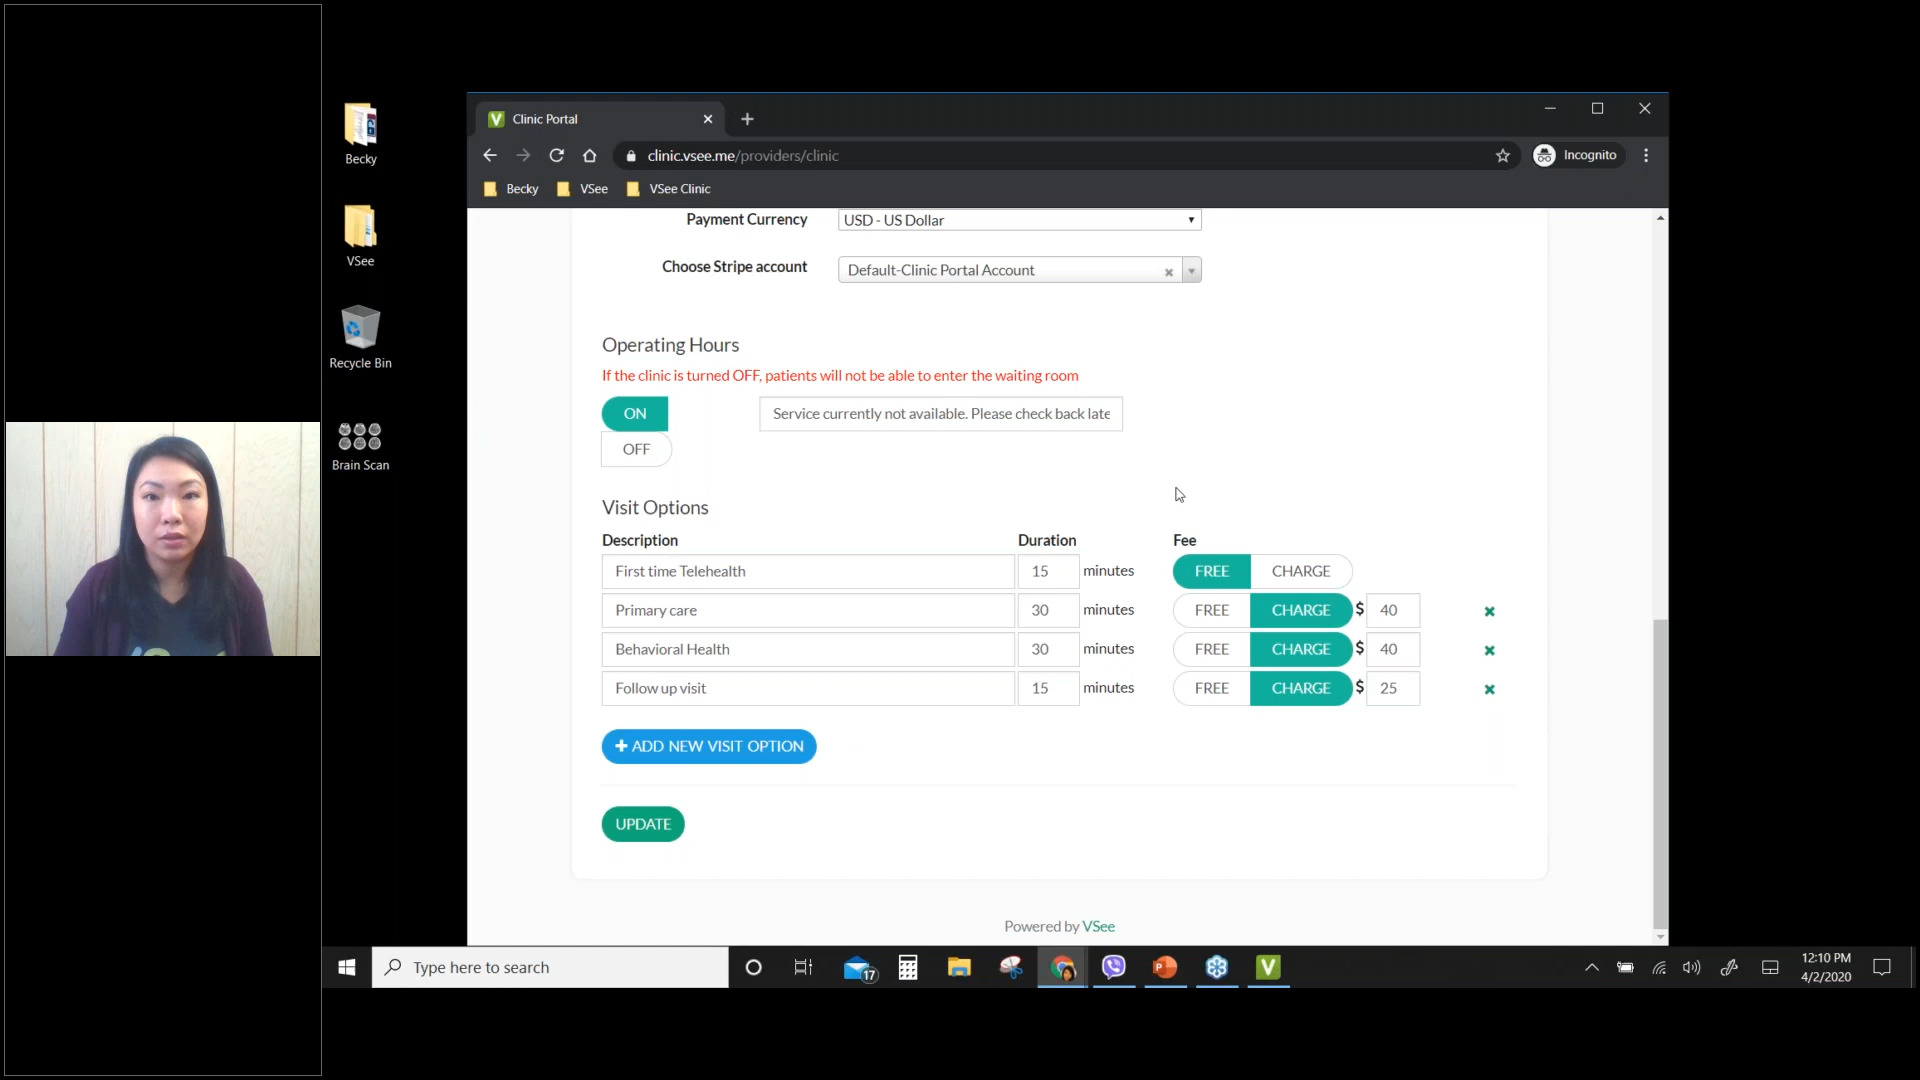 Becky
VSee
Recycle Bin
Brain Scan
Clinic Portal
clinic.vsee.me/providers/clinic
Incognito
Becky
VSee
VSee Clinic
Payment Currency
USD - US Dollar
Choose Stripe account
Default-Clinic Portal Account
Operating Hours
If the clinic is turned OFF, patients will not be able to enter the waiting room
ON
Service currently not available. Please check back late
OFF
Visit Options
Description Duration Fee
First time Telehealth 15 minutes FREE CHARGE
Primary care 30 minutes FREE CHARGE $ 40
Behavioral Health 30 minutes FREE CHARGE $ 40
Follow up visit 15 minutes FREE CHARGE $ 25
+ ADD NEW VISIT OPTION
UPDATE
Powered by VSee
Type here to search
17
12:10 PM
4/2/2020